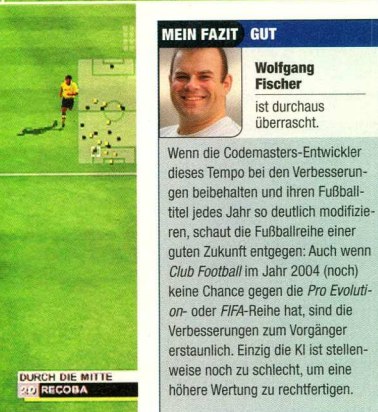 MEIN FAZIT GUT
Wolfgang
Fischer
ist durchaus
überrascht.
Wenn die Codemasters-Entwickler
dieses Tempo bei den Verbesserun-
gen beibehalten und ihren Fußball-
titel jedes Jahr so deutlich modifizie-
ren, schaut die Fußballreihe einer
guten Zukunft entgegen: Auch wenn
Club Football im Jahr 2004 (noch)
keine Chance gegen die Pro Evoluti-
on- oder FIFA-Reihe hat, sind die
Verbesserungen zum Vorgänger
erstaunlich. Einzig die KI ist stellen-
weise noch zu schlecht, um eine
höhere Wertung zu rechtfertigen.
DURCH DIE MITTE
20 RECOBA